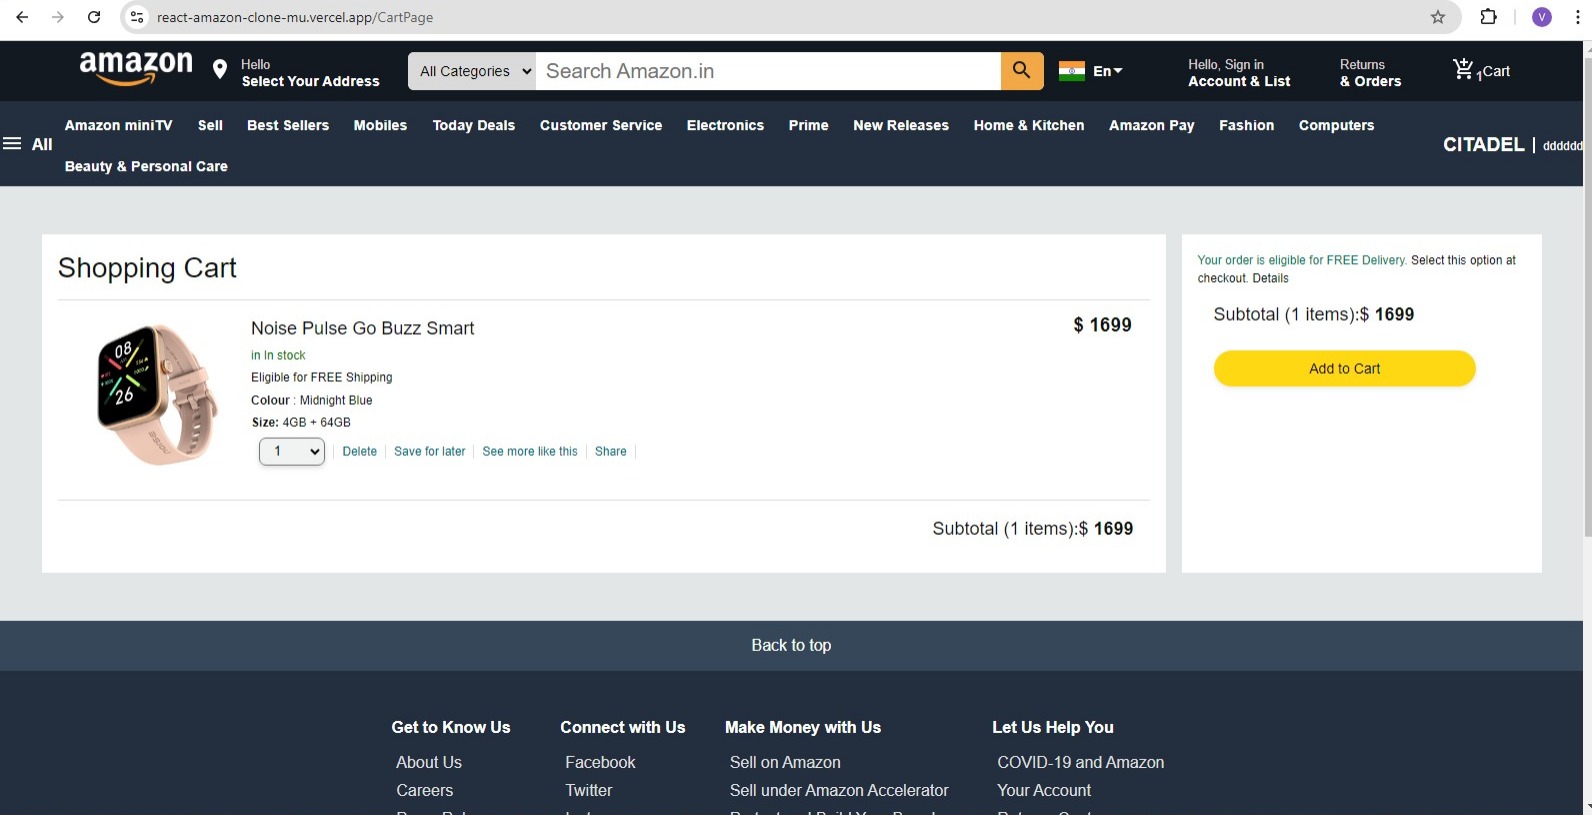 react-amazon-clone-mu.vercel.app/CartPage
V
amazon
Hello
Select Your Address
All Categories
Search Amazon.in
En
Hello, Sign in
Account & List
Returns
& Orders
1 Cart
All
Amazon miniTV Sell Best Sellers Mobiles Today Deals Customer Service Electronics Prime New Releases Home & Kitchen Amazon Pay Fashion Computers
Beauty & Personal Care
CITADEL | dddddd
Shopping Cart
08
26
noise
Noise Pulse Go Buzz Smart
$ 1699
in In stock
Eligible for FREE Shipping
Colour : Midnight Blue
Size: 4GB + 64GB
1 Delete Save for later See more like this Share
Subtotal (1 items):$ 1699
Your order is eligible for FREE Delivery. Select this option at
checkout. Details
Subtotal (1 items):$ 1699
Add to Cart
Back to top
Get to Know Us
About Us
Careers
Connect with Us
Facebook
Twitter
Make Money with Us
Sell on Amazon
Sell under Amazon Accelerator
Let Us Help You
COVID-19 and Amazon
Your Account